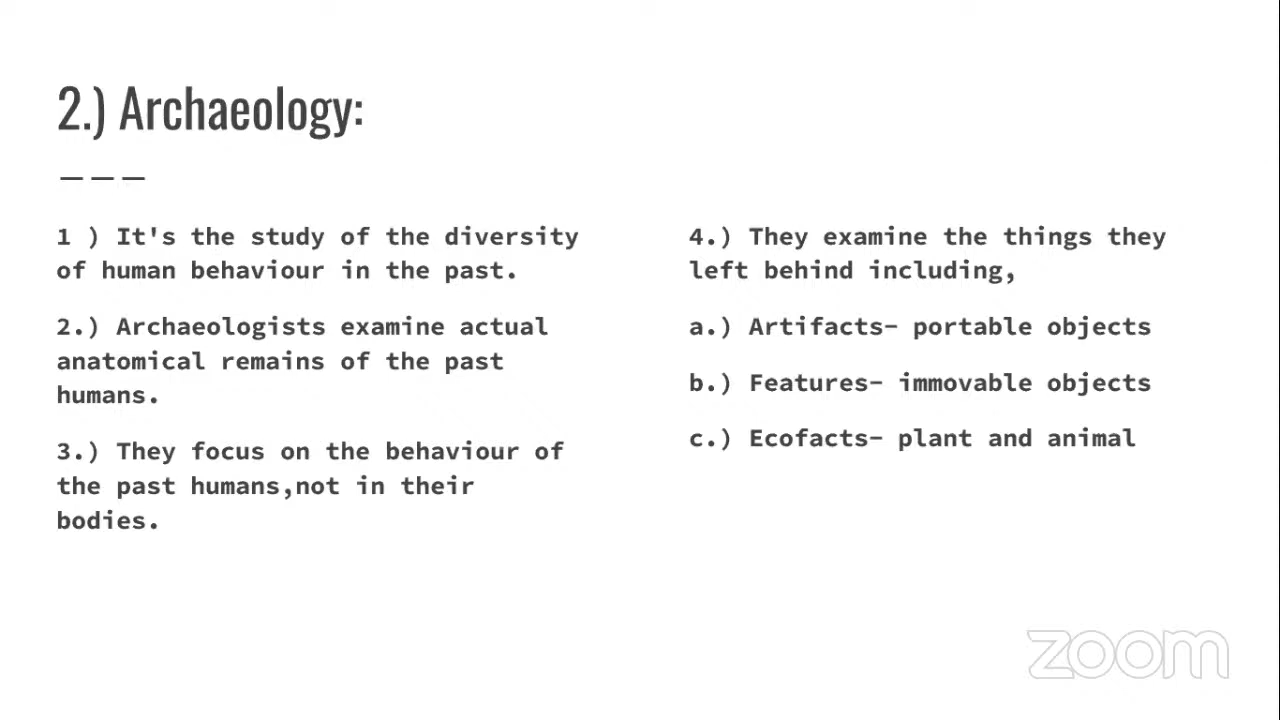 2.) Archaeology:
1 ) It's the study of the diversity
of human behaviour in the past.
2.) Archaeologists examine actual
anatomical remains of the past
humans.
3.) They focus on the behaviour of
the past humans,not in their
bodies.
4.) They examine the things they
left behind including,
a.) Artifacts- portable objects
b.) Features- immovable objects
c.) Ecofacts- plant and animal
zoom